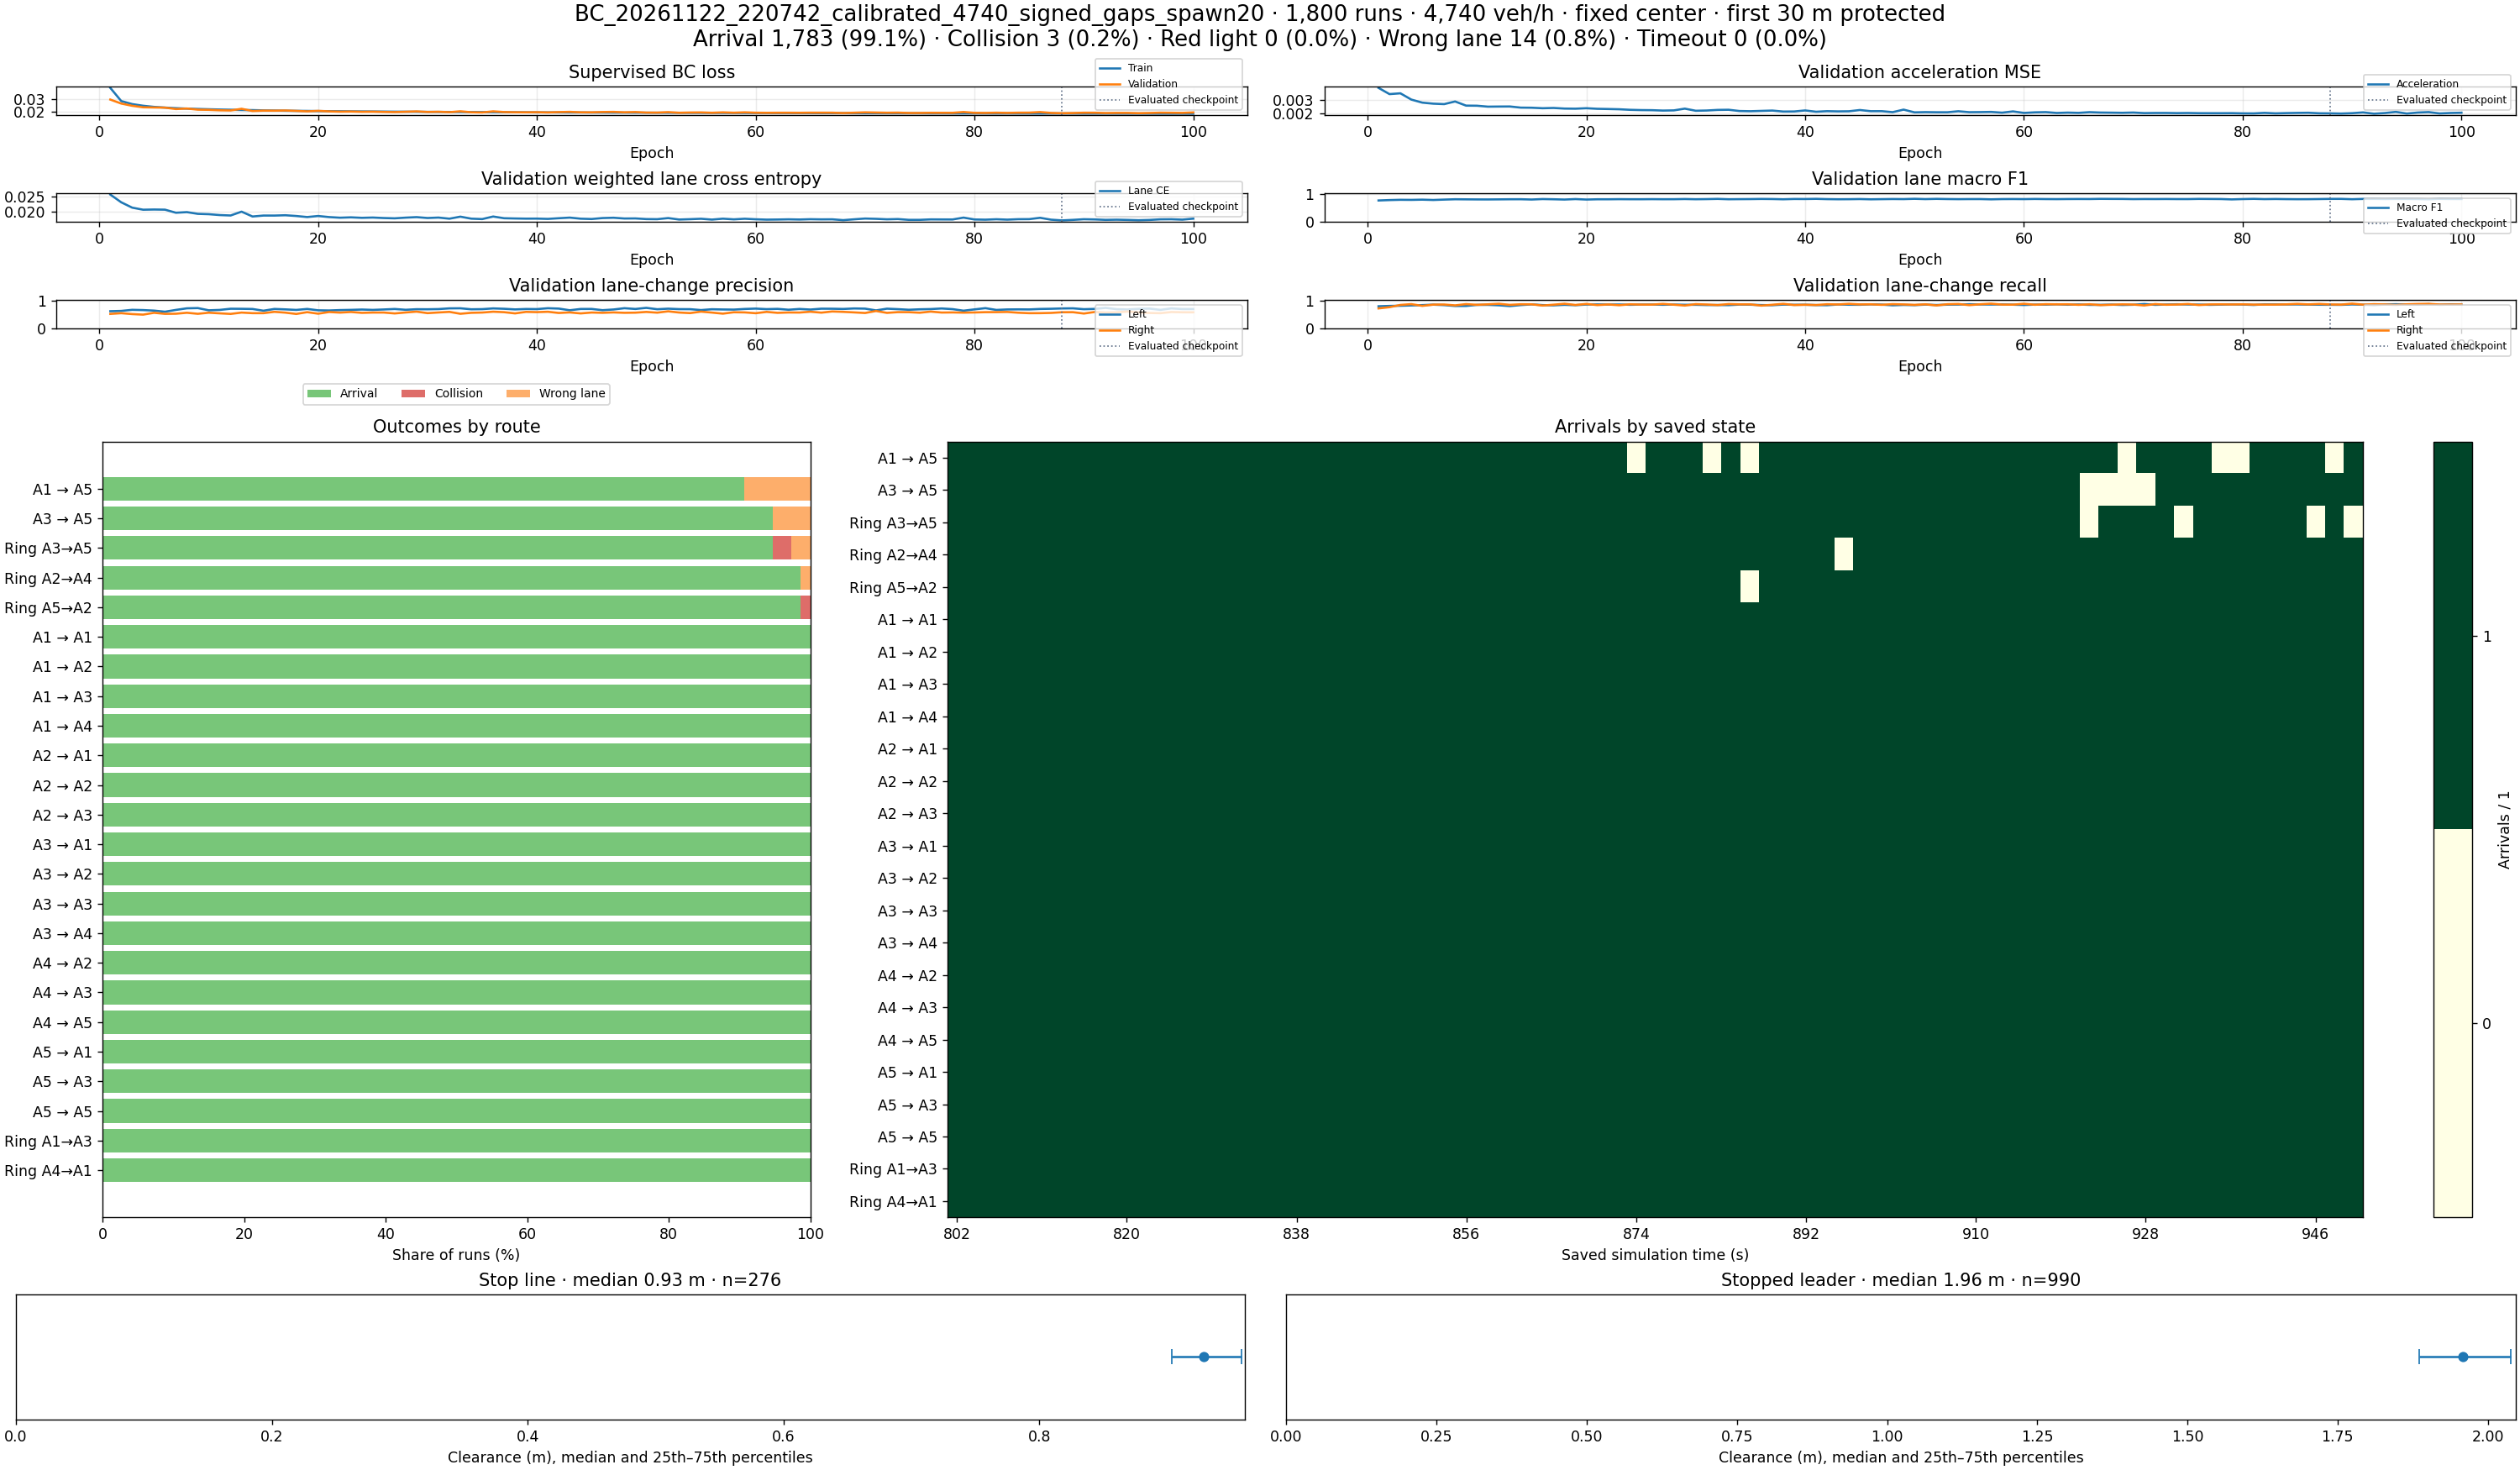 BC_20261122_220742_calibrated_4740_signed_gaps_spawn20 · 1,800 runs · 4,740 veh/h · fixed center · first 30 m protected
Arrival 1,783 (99.1%) · Collision 3 (0.2%) · Red light 0 (0.0%) · Wrong lane 14 (0.8%) · Timeout 0 (0.0%)
Supervised BC loss
Train
Validation
Evaluated checkpoint
0.03
0.02
0 20 40 60 80 100
Epoch
Validation acceleration MSE
Acceleration
Evaluated checkpoint
0.003
0.002
0 20 40 60 80 100
Epoch
Validation weighted lane cross entropy
Lane CE
Evaluated checkpoint
0.025
0.020
0 20 40 60 80 100
Epoch
Validation lane macro F1
Macro F1
Evaluated checkpoint
1
0
0 20 40 60 80 100
Epoch
Validation lane-change precision
Left
Right
Evaluated checkpoint
1
0
0 20 40 60 80 100
Epoch
Validation lane-change recall
Left
Right
Evaluated checkpoint
1
0
0 20 40 60 80 100
Epoch
Arrival Collision Wrong lane
Outcomes by route
A1 → A5
A3 → A5
Ring A3→A5
Ring A2→A4
Ring A5→A2
A1 → A1
A1 → A2
A1 → A3
A1 → A4
A2 → A1
A2 → A2
A2 → A3
A3 → A1
A3 → A2
A3 → A3
A3 → A4
A4 → A2
A4 → A3
A4 → A5
A5 → A1
A5 → A3
A5 → A5
Ring A1→A3
Ring A4→A1
0 20 40 60 80 100
Share of runs (%)
Arrivals by saved state
A1 → A5
A3 → A5
Ring A3→A5
Ring A2→A4
Ring A5→A2
A1 → A1
A1 → A2
A1 → A3
A1 → A4
A2 → A1
A2 → A2
A2 → A3
A3 → A1
A3 → A2
A3 → A3
A3 → A4
A4 → A2
A4 → A3
A4 → A5
A5 → A1
A5 → A3
A5 → A5
Ring A1→A3
Ring A4→A1
802 820 838 856 874 892 910 928 946
Saved simulation time (s)
1
0
Arrivals / 1
Stop line · median 0.93 m · n=276
0.0 0.2 0.4 0.6 0.8
Clearance (m), median and 25th–75th percentiles
Stopped leader · median 1.96 m · n=990
0.00 0.25 0.50 0.75 1.00 1.25 1.50 1.75 2.00
Clearance (m), median and 25th–75th percentiles